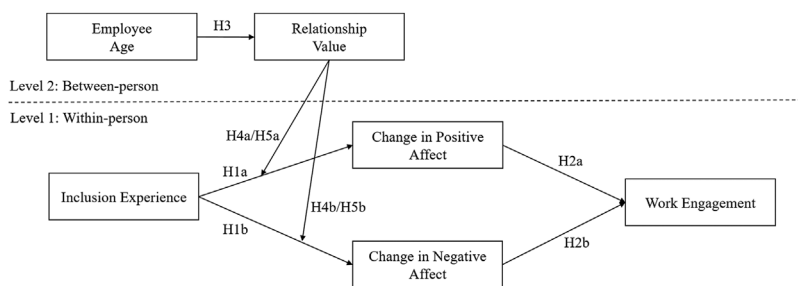 Employee
Age
H3
Relationship
Value
Level 2: Between-person
Level 1: Within-person
H4a/H5a
Change in Positive
Affect
H1a
H2a
Inclusion Experience
H4b/H5b
Work Engagement
H1b
H2b
Change in Negative
Affect